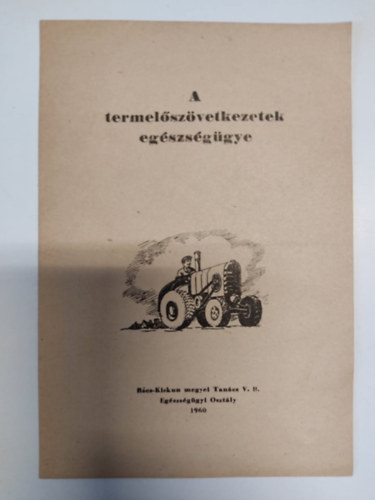 A
termelőszövetkezetek
egészségügye
Bács-Kiskun megyei Tanács V. B.
Egészségügyi Osztály
1960